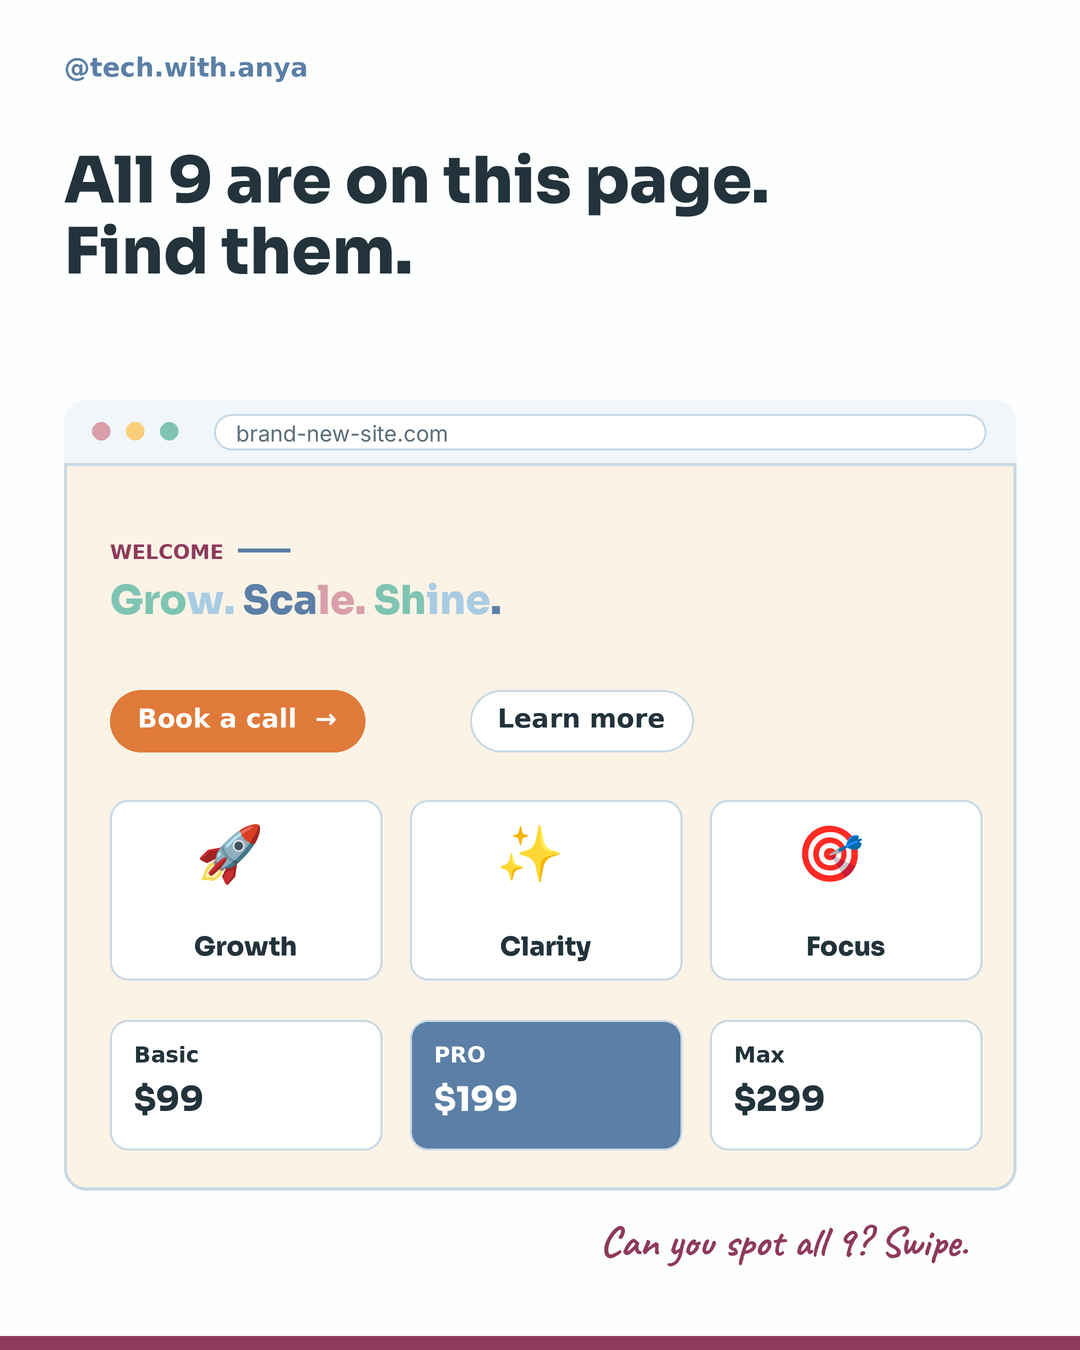 @tech.with.anya
All 9 are on this page.
Find them.
brand-new-site.com
WELCOME
Grow. Scale. Shine.
Book a call →
Learn more
Growth
Clarity
Focus
Basic
$99
PRO
$199
Max
$299
Can you spot all 9? Swipe.